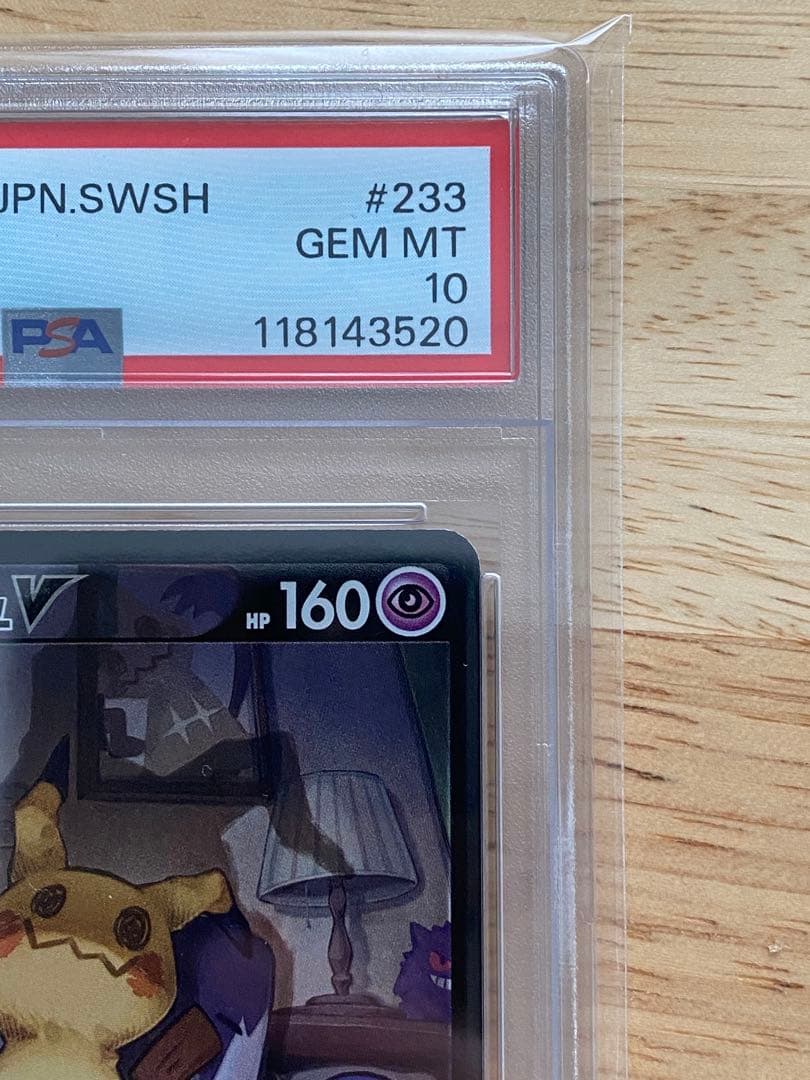 JPN.SWSH #233
GEM MT
10
PSA 118143520
V HP 160